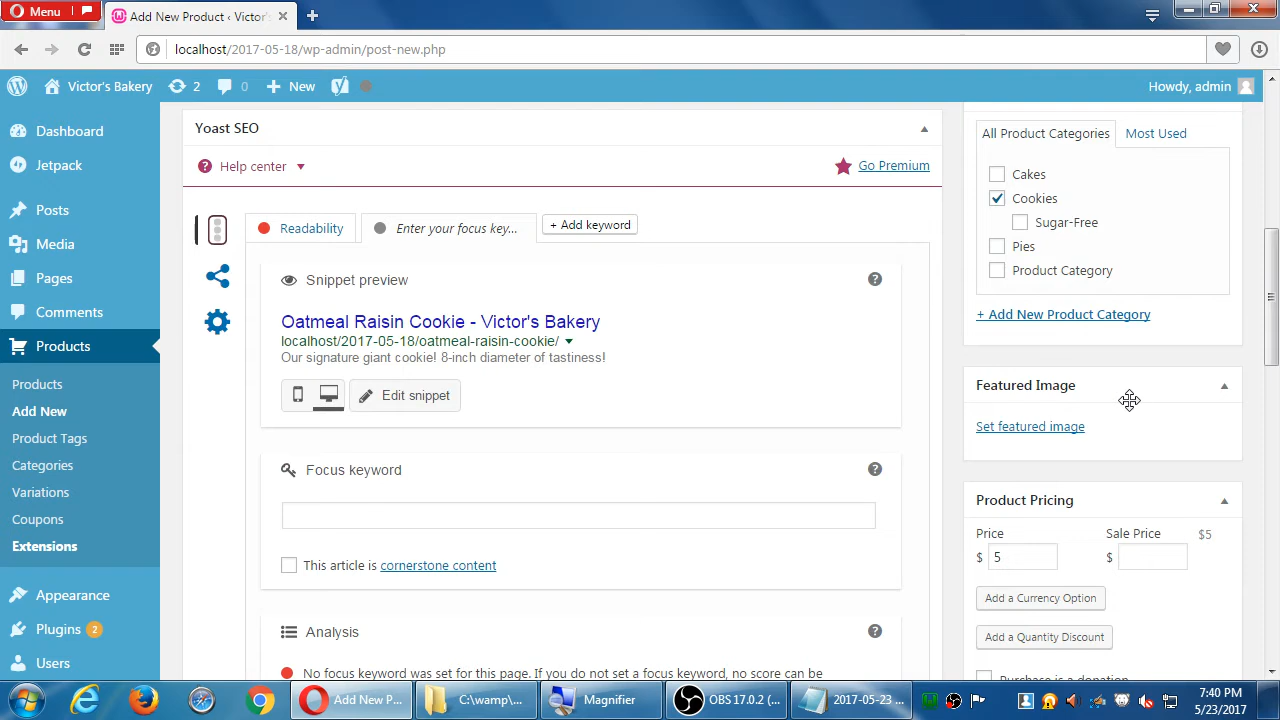 Menu
Add New Product ‹ Victor's
localhost/2017-05-18/wp-admin/post-new.php
Victor's Bakery
2
0
New
Howdy, admin
Dashboard
Jetpack
Posts
Media
Pages
Comments
Products
Products
Add New
Product Tags
Categories
Variations
Coupons
Extensions
Appearance
Plugins 2
Users
Yoast SEO
Help center
Go Premium
Readability
Enter your focus key...
+ Add keyword
Snippet preview
Oatmeal Raisin Cookie - Victor's Bakery
localhost/2017-05-18/oatmeal-raisin-cookie/
Our signature giant cookie! 8-inch diameter of tastiness!
Edit snippet
Focus keyword
This article is cornerstone content
Analysis
No focus keyword was set for this page. If you do not set a focus keyword, no score can be
All Product Categories
Most Used
Cakes
Cookies
Sugar-Free
Pies
Product Category
+ Add New Product Category
Featured Image
Set featured image
Product Pricing
Price
Sale Price
$5
$ 5
$
Add a Currency Option
Add a Quantity Discount
Purchase is a donation
Add New P...
C:\wamp\...
Magnifier
OBS 17.0.2 (...
2017-05-23 ...
7:40 PM
5/23/2017